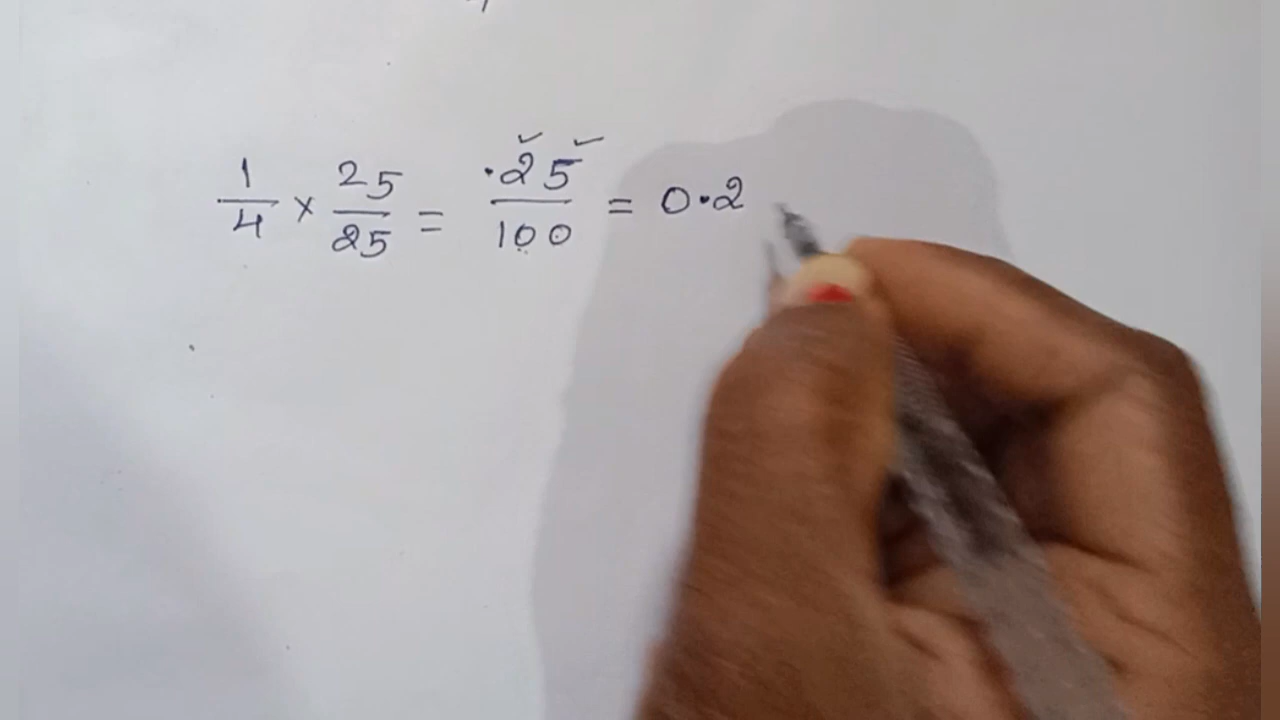 1/4 × 25/25 = .25/100 = 0.2